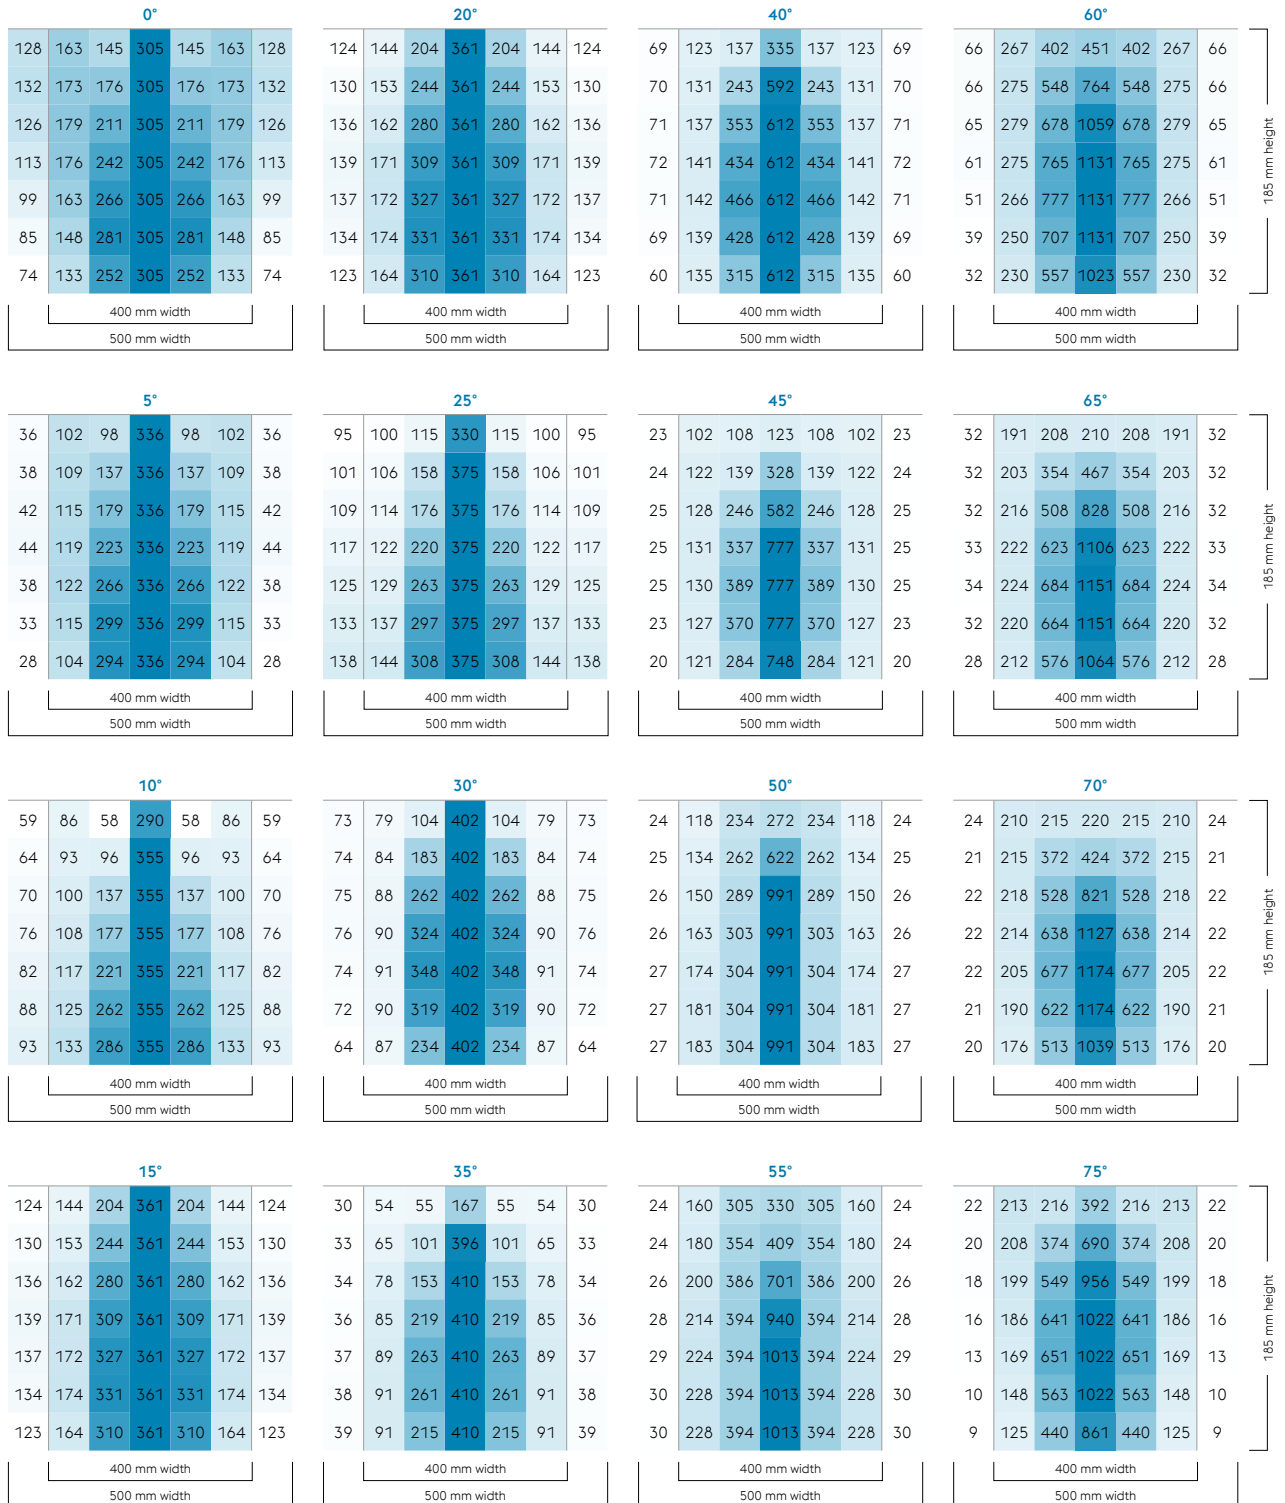 0° 20° 40° 60°
128 163 145 305 145 163 128 124 144 204 361 204 144 124 69 123 137 335 137 123 69 66 267 402 451 402 267 66
132 173 176 305 176 173 132 130 153 244 361 244 153 130 70 131 243 592 243 131 70 66 275 548 764 548 275 66
126 179 211 305 211 179 126 136 162 280 361 280 162 136 71 137 353 612 353 137 71 65 279 678 1059 678 279 65
113 176 242 305 242 176 113 139 171 309 361 309 171 139 72 141 434 612 434 141 72 61 275 765 1131 765 275 61
99 163 266 305 266 163 99 137 172 327 361 327 172 137 71 142 466 612 466 142 71 51 266 777 1131 777 266 51
85 148 281 305 281 148 85 134 174 331 361 331 174 134 69 139 428 612 428 139 69 39 250 707 1131 707 250 39
74 133 252 305 252 133 74 123 164 310 361 310 164 123 60 135 315 612 315 135 60 32 230 557 1023 557 230 32
185 mm height
400 mm width 400 mm width 400 mm width 400 mm width
500 mm width 500 mm width 500 mm width 500 mm width
5° 25° 45° 65°
36 102 98 336 98 102 36 95 100 115 330 115 100 95 23 102 108 123 108 102 23 32 191 208 210 208 191 32
38 109 137 336 137 109 38 101 106 158 375 158 106 101 24 122 139 328 139 122 24 32 203 354 467 354 203 32
42 115 179 336 179 115 42 109 114 176 375 176 114 109 25 128 246 582 246 128 25 32 216 508 828 508 216 32
44 119 223 336 223 119 44 117 122 220 375 220 122 117 25 131 337 777 337 131 25 33 222 623 1106 623 222 33
38 122 266 336 266 122 38 125 129 263 375 263 129 125 25 130 389 777 389 130 25 34 224 684 1151 684 224 34
33 115 299 336 299 115 33 133 137 297 375 297 137 133 23 127 370 777 370 127 23 32 220 664 1151 664 220 32
28 104 294 336 294 104 28 138 144 308 375 308 144 138 20 121 284 748 284 121 20 28 212 576 1064 576 212 28
185 mm height
400 mm width 400 mm width 400 mm width 400 mm width
500 mm width 500 mm width 500 mm width 500 mm width
10° 30° 50° 70°
59 86 58 290 58 86 59 73 79 104 402 104 79 73 24 118 234 272 234 118 24 24 210 215 220 215 210 24
64 93 96 355 96 93 64 74 84 183 402 183 84 74 25 134 262 622 262 134 25 21 215 372 424 372 215 21
70 100 137 355 137 100 70 75 88 262 402 262 88 75 26 150 289 991 289 150 26 22 218 528 821 528 218 22
76 108 177 355 177 108 76 76 90 324 402 324 90 76 26 163 303 991 303 163 26 22 214 638 1127 638 214 22
82 117 221 355 221 117 82 74 91 348 402 348 91 74 27 174 304 991 304 174 27 22 205 677 1174 677 205 22
88 125 262 355 262 125 88 72 90 319 402 319 90 72 27 181 304 991 304 181 27 21 190 622 1174 622 190 21
93 133 286 355 286 133 93 64 87 234 402 234 87 64 27 183 304 991 304 183 27 20 176 513 1039 513 176 20
185 mm height
400 mm width 400 mm width 400 mm width 400 mm width
500 mm width 500 mm width 500 mm width 500 mm width
15° 35° 55° 75°
124 144 204 361 204 144 124 30 54 55 167 55 54 30 24 160 305 330 305 160 24 22 213 216 392 216 213 22
130 153 244 361 244 153 130 33 65 101 396 101 65 33 24 180 354 409 354 180 24 20 208 374 690 374 208 20
136 162 280 361 280 162 136 34 78 153 410 153 78 34 26 200 386 701 386 200 26 18 199 549 956 549 199 18
139 171 309 361 309 171 139 36 85 219 410 219 85 36 28 214 394 940 394 214 28 16 186 641 1022 641 186 16
137 172 327 361 327 172 137 37 89 263 410 263 89 37 29 224 394 1013 394 224 29 13 169 651 1022 651 169 13
134 174 331 361 331 174 134 38 91 261 410 261 91 38 30 228 394 1013 394 228 30 10 148 563 1022 563 148 10
123 164 310 361 310 164 123 39 91 215 410 215 91 39 30 228 394 1013 394 228 30 9 125 440 861 440 125 9
185 mm height
400 mm width 400 mm width 400 mm width 400 mm width
500 mm width 500 mm width 500 mm width 500 mm width